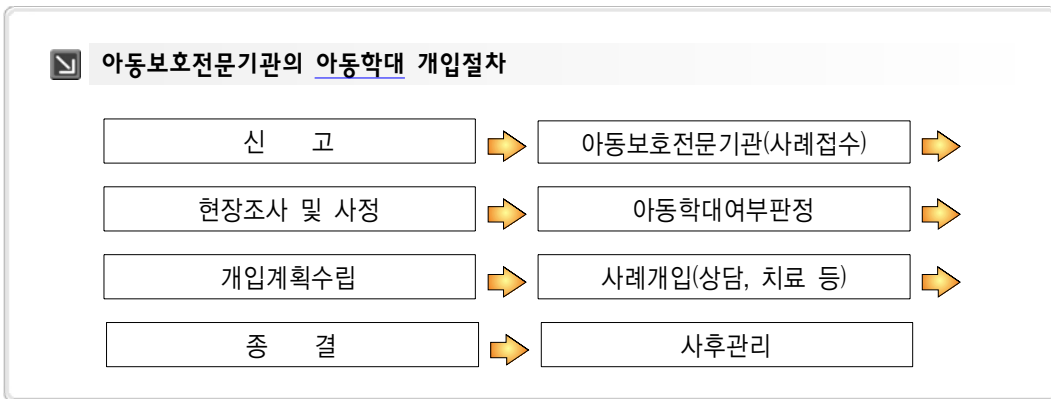 아동보호전문기관의 아동학대 개입절차
신 고
아동보호전문기관(사례접수)
현장조사 및 사정
아동학대여부판정
개입계획수립
사례개입(상담, 치료 등)
종 결
사후관리